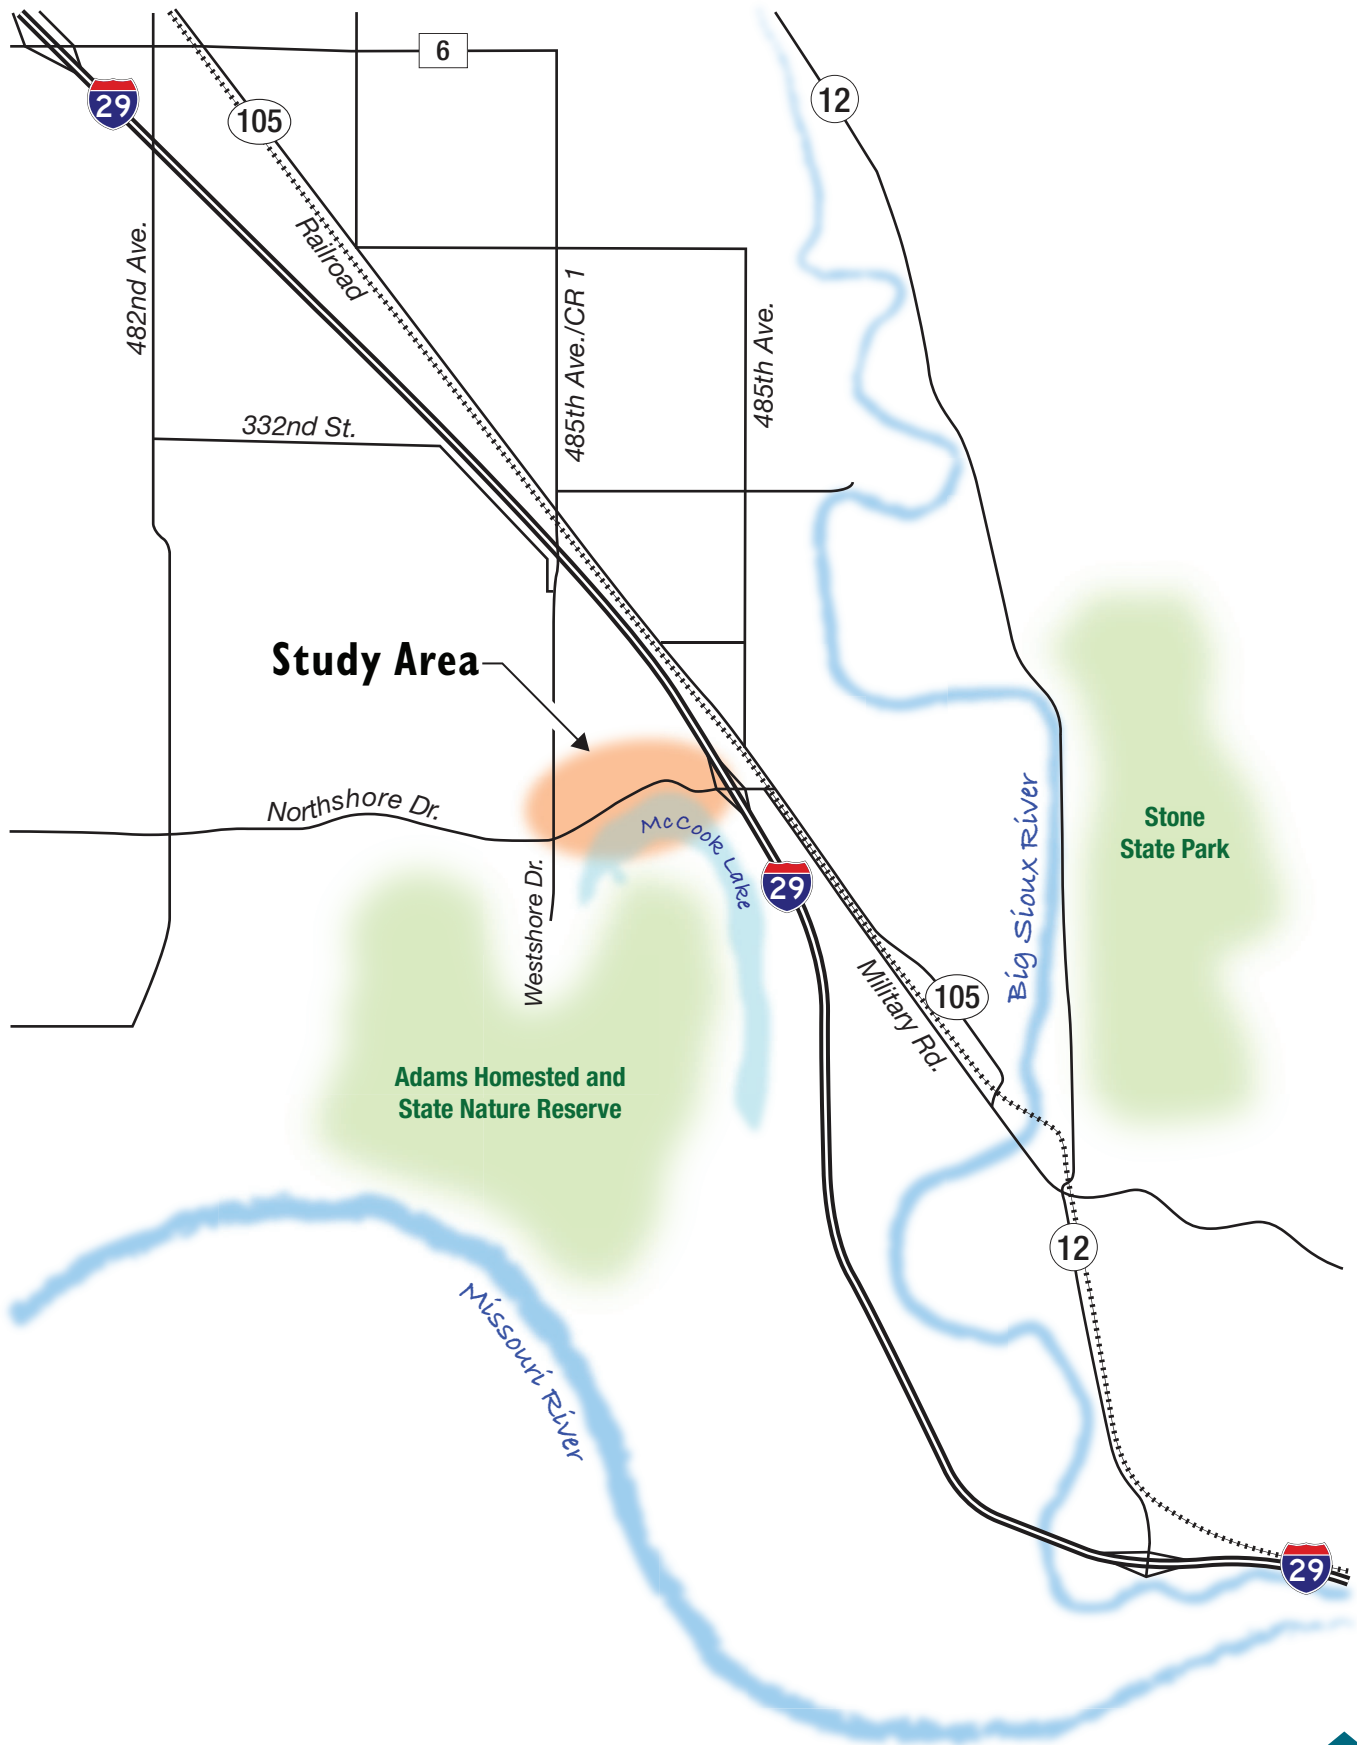 6
29
12
105
Railroad
482nd Ave.
485th Ave./CR 1
485th Ave.
332nd St.
Study Area
Northshore Dr.
McCook Lake
Big Sioux River
Stone
State Park
29
Westshore Dr.
Military Rd.
105
Adams Homested and
State Nature Reserve
12
Missouri River
29